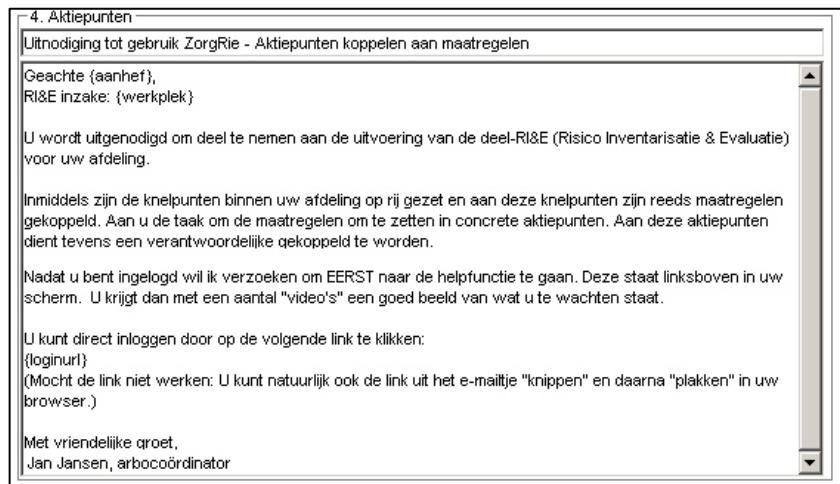 4. Aktiepunten
Uitnodiging tot gebruik ZorgRie - Aktiepunten koppelen aan maatregelen
Geachte {aanhef},
RI&E inzake: {werkplek}
U wordt uitgenodigd om deel te nemen aan de uitvoering van de deel-RI&E (Risico Inventarisatie & Evaluatie)
voor uw afdeling.
Inmiddels zijn de knelpunten binnen uw afdeling op rij gezet en aan deze knelpunten zijn reeds maatregelen
gekoppeld. Aan u de taak om de maatregelen om te zetten in concrete aktiepunten. Aan deze aktiepunten
dient tevens een verantwoordelijke gekoppeld te worden.
Nadat u bent ingelogd wil ik verzoeken om EERST naar de helpfunctie te gaan. Deze staat linksboven in uw
scherm. U krijgt dan met een aantal "video's" een goed beeld van wat u te wachten staat.
U kunt direct inloggen door op de volgende link te klikken:
{loginurl}
(Mocht de link niet werken: U kunt natuurlijk ook de link uit het e-mailtje "knippen" en daarna "plakken" in uw
browser.)
Met vriendelijke groet,
Jan Jansen, arbocoördinator